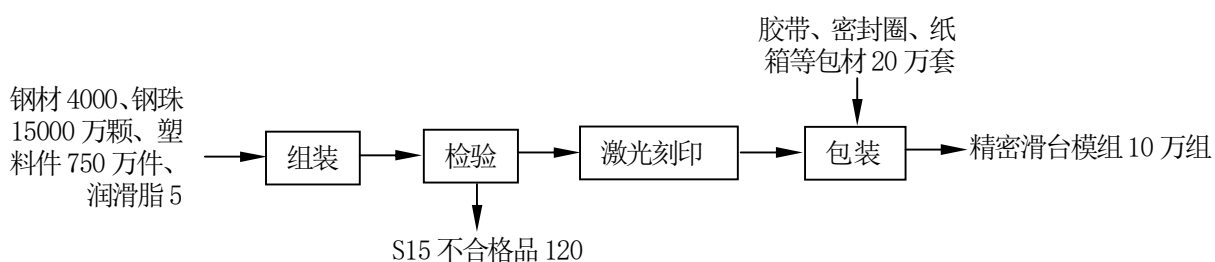 胶带、密封圈、纸
箱等包材 20 万套
钢材 4000、钢珠
15000 万颗、塑
料件 750 万件、
润滑脂 5
组装
检验
激光刻印
包装
精密滑台模组 10 万组
S15 不合格品 120